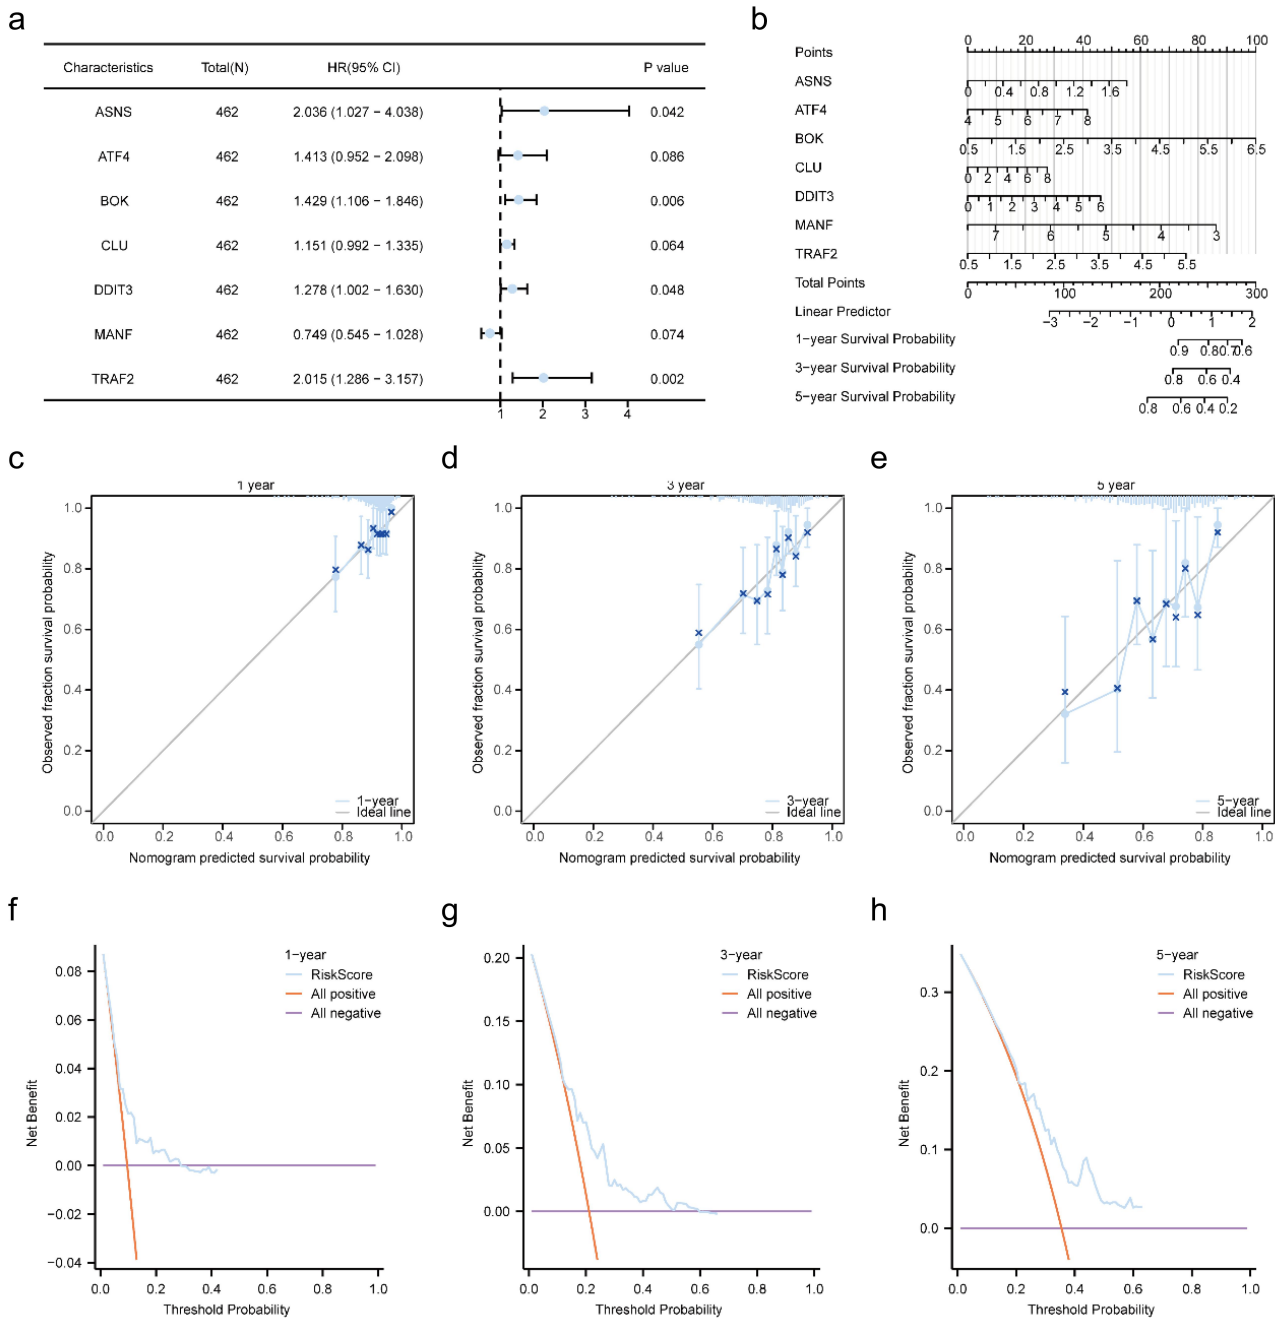 a
Characteristics Total(N) HR(95% CI) P value
ASNS 462 2.036 (1.027 − 4.038) 0.042
ATF4 462 1.413 (0.952 − 2.098) 0.086
BOK 462 1.429 (1.106 − 1.846) 0.006
CLU 462 1.151 (0.992 − 1.335) 0.064
DDIT3 462 1.278 (1.002 − 1.630) 0.048
MANF 462 0.749 (0.545 − 1.028) 0.074
TRAF2 462 2.015 (1.286 − 3.157) 0.002
1 2 3 4
b
Points 0 20 40 60 80 100
ASNS 0 0.4 0.8 1.2 1.6
ATF4 4 5 6 7 8
BOK 0.5 1.5 2.5 3.5 4.5 5.5 6.5
CLU 0 2 4 6 8
DDIT3 0 1 2 3 4 5 6
MANF 7 6 5 4 3
TRAF2 0.5 1.5 2.5 3.5 4.5 5.5
Total Points 0 100 200 300
Linear Predictor −3 −2 −1 0 1 2
1−year Survival Probability 0.9 0.80 0.7 0.6
3−year Survival Probability 0.8 0.6 0.4
5−year Survival Probability 0.8 0.6 0.4 0.2
c
1 year
Observed fraction survival probability
1.0
0.8
0.6
0.4
0.2
0.0
1−year
Ideal line
0.0 0.2 0.4 0.6 0.8 1.0
Nomogram predicted survival probability
d
3 year
Observed fraction survival probability
1.0
0.8
0.6
0.4
0.2
0.0
3−year
Ideal line
0.0 0.2 0.4 0.6 0.8 1.0
Nomogram predicted survival probability
e
5 year
Observed fraction survival probability
1.0
0.8
0.6
0.4
0.2
0.0
5−year
Ideal line
0.0 0.2 0.4 0.6 0.8 1.0
Nomogram predicted survival probability
f
1−year
RiskScore
All positive
All negative
Net Benefit
0.08
0.06
0.04
0.02
0.00
−0.02
−0.04
0.0 0.2 0.4 0.6 0.8 1.0
Threshold Probability
g
3−year
RiskScore
All positive
All negative
Net Benefit
0.20
0.15
0.10
0.05
0.00
0.0 0.2 0.4 0.6 0.8 1.0
Threshold Probability
h
5−year
RiskScore
All positive
All negative
Net Benefit
0.3
0.2
0.1
0.0
0.0 0.2 0.4 0.6 0.8 1.0
Threshold Probability